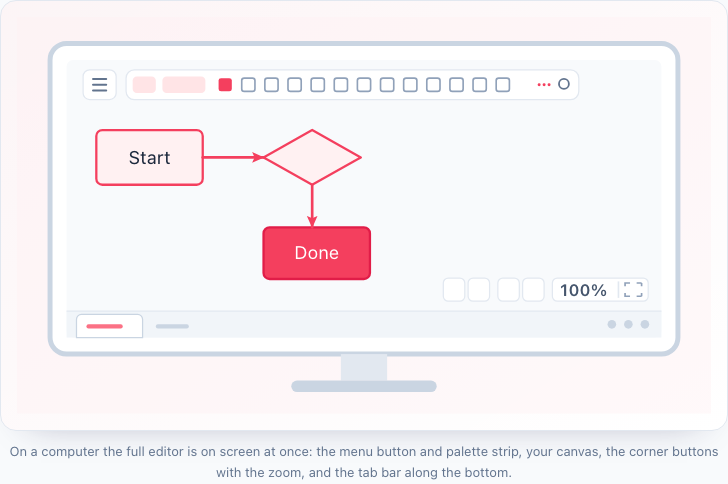 Start
Done
100%
On a computer the full editor is on screen at once: the menu button and palette strip, your canvas, the corner buttons
with the zoom, and the tab bar along the bottom.